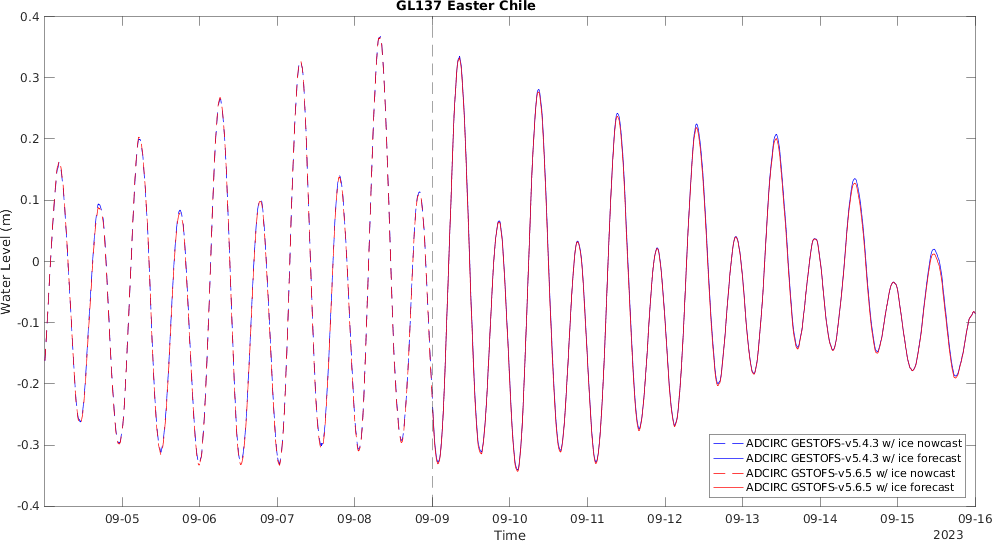 GL137 Easter Chile
0.4
0.3
0.2
0.1
0
-0.1
-0.2
-0.3
-0.4
Water Level (m)
ADCIRC GESTOFS-v5.4.3 w/ ice nowcast
ADCIRC GESTOFS-v5.4.3 w/ ice forecast
ADCIRC GSTOFS-v5.6.5 w/ ice nowcast
ADCIRC GSTOFS-v5.6.5 w/ ice forecast
09-05 09-06 09-07 09-08 09-09 09-10 09-11 09-12 09-13 09-14 09-15 09-16
Time
2023